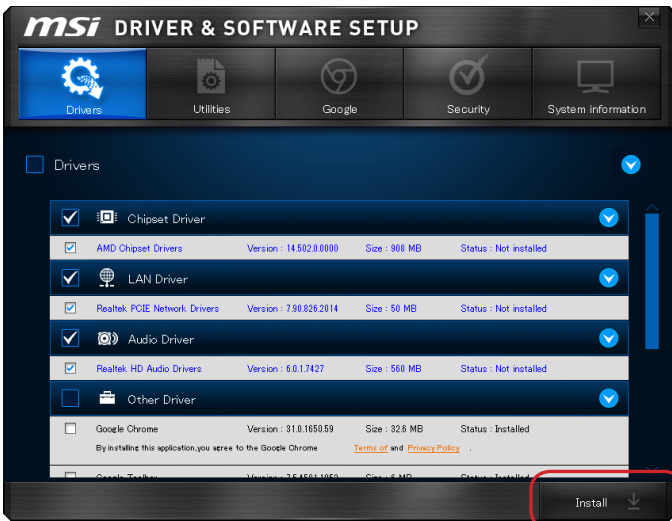 msi DRIVER & SOFTWARE SETUP
Drivers Utilities Google Security System information
Drivers
Chipset Driver
AMD Chipset Drivers Version : 14.502.0.0000 Size : 908 MB Status : Not installed
LAN Driver
Realtek PCIE Network Drivers Version : 7.90.826.2014 Size : 50 MB Status : Not installed
Audio Driver
Realtek HD Audio Drivers Version : 6.0.1.7427 Size : 560 MB Status : Not installed
Other Driver
Google Chrome Version : 31.0.1650.59 Size : 32.6 MB Status : Installed
By installing this application,you agree to the Google Chrome Terms of and Privacy Policy .
Google Toolbar
Install